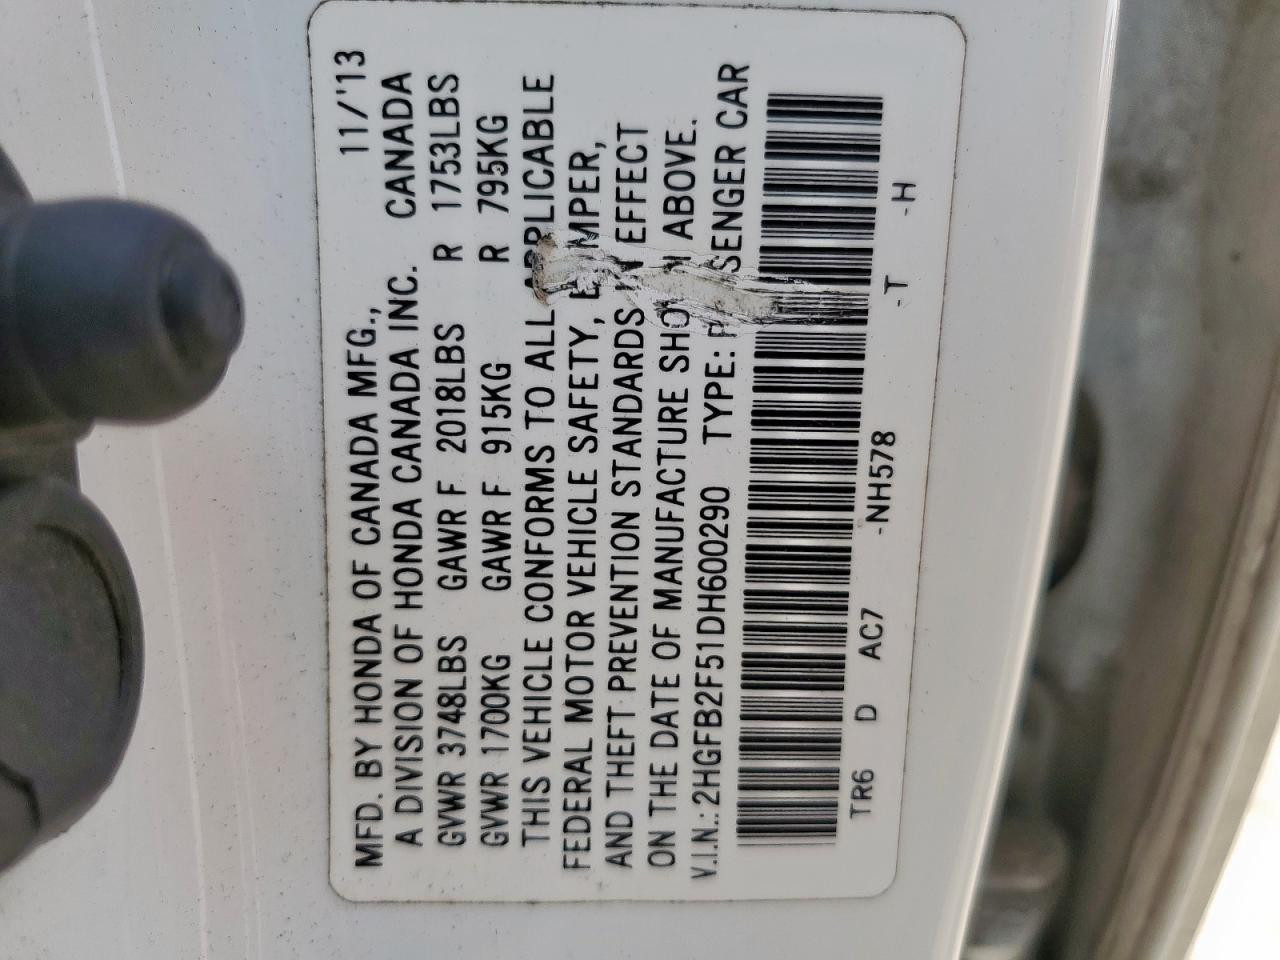 MFD. BY HONDA OF CANADA MFG., 11/'13
A DIVISION OF HONDA CANADA INC. CANADA
GVWR 3748LBS GAWR F 2018LBS R 1753LBS
GVWR 1700KG GAWR F 915KG R 795KG
THIS VEHICLE CONFORMS TO ALL APPLICABLE
FEDERAL MOTOR VEHICLE SAFETY, MPER,
AND THEFT PREVENTION STANDARDS EFFECT
ON THE DATE OF MANUFACTURE SHO ABOVE.
V.I.N.: 2HGFB2F51DH600290 TYPE: P SENGER CAR
TR6 D AC7 -NH578 -T -H